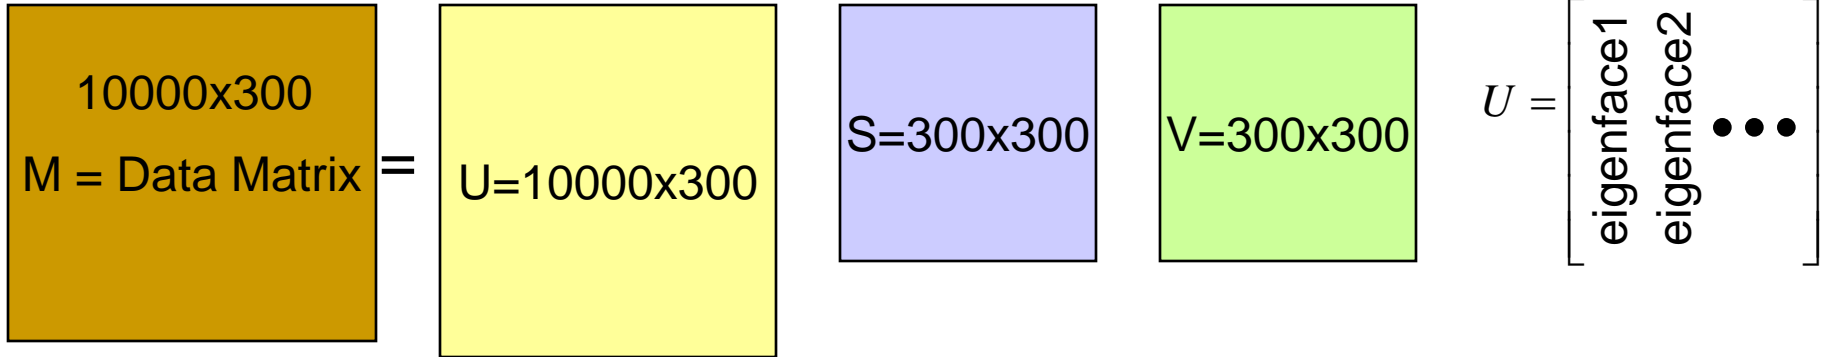 10000x300
M = Data Matrix
=
U=10000x300
S=300x300
V=300x300
U =
eigenface1
eigenface2
•••